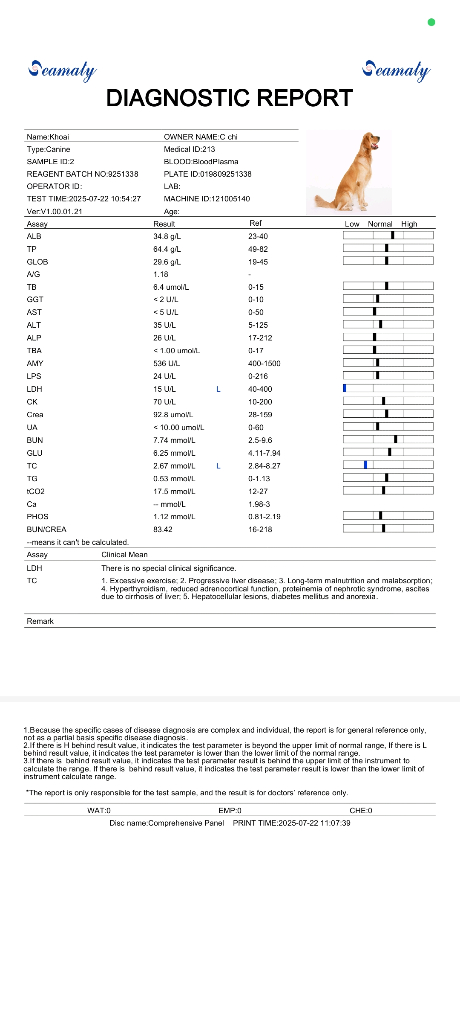 Seamaty Seamaty
DIAGNOSTIC REPORT
Name:Khoai OWNER NAME:C chi
Type:Canine Medical ID:213
SAMPLE ID:2 BLOOD:BloodPlasma
REAGENT BATCH NO:9251338 PLATE ID:019809251338
OPERATOR ID: LAB:
TEST TIME:2025-07-22 10:54:27 MACHINE ID:121005140
Ver:V1.00.01.21 Age:
Assay Result Ref Low Normal High
ALB 34.8 g/L 23-40
TP 64.4 g/L 49-82
GLOB 29.6 g/L 19-45
A/G 1.18 -
TB 6.4 umol/L 0-15
GGT < 2 U/L 0-10
AST < 5 U/L 0-50
ALT 35 U/L 5-125
ALP 26 U/L 17-212
TBA < 1.00 umol/L 0-17
AMY 536 U/L 400-1500
LPS 24 U/L 0-216
LDH 15 U/L L 40-400
CK 70 U/L 10-200
Crea 92.8 umol/L 28-159
UA < 10.00 umol/L 0-60
BUN 7.74 mmol/L 2.5-9.6
GLU 6.25 mmol/L 4.11-7.94
TC 2.67 mmol/L L 2.84-8.27
TG 0.53 mmol/L 0-1.13
tCO2 17.5 mmol/L 12-27
Ca -- mmol/L 1.98-3
PHOS 1.12 mmol/L 0.81-2.19
BUN/CREA 83.42 16-218
--means it can't be calculated.
Assay Clinical Mean
LDH There is no special clinical significance.
TC 1. Excessive exercise; 2. Progressive liver disease; 3. Long-term malnutrition and malabsorption;
4. Hyperthyroidism, reduced adrenocortical function, proteinemia of nephrotic syndrome, ascites
due to cirrhosis of liver; 5. Hepatocellular lesions, diabetes mellitus and anorexia.
Remark
1.Because the specific cases of disease diagnosis are complex and individual, the report is for general reference only,
not as a partial basis specific disease diagnosis.
2.If there is H behind result value, it indicates the test parameter is beyond the upper limit of normal range, If there is L
behind result value, it indicates the test parameter is lower than the lower limit of normal range.
3.If there is behind result value, it indicates the test parameter result is behind the upper limit of the instrument to
calculate the range. If there is behind result value, it indicates the test parameter result is lower than the lower limit of
instrument calculate range.
*The report is only responsible for the test sample, and the result is for doctors' reference only.
WAT:0 EMP:0 CHE:0
Disc name:Comprehensive Panel PRINT TIME:2025-07-22 11:07:39